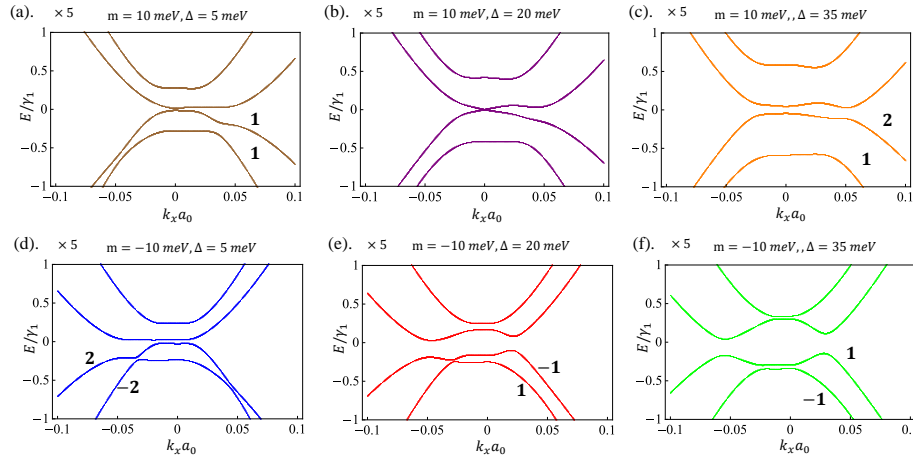 (a). × 5 m = 10 meV, Δ = 5 meV
1
0.5
0
−0.5
−1
E/γ₁
1
1
−0.1 −0.05 0 0.05 0.1
kₓa₀
(b). × 5 m = 10 meV, Δ = 20 meV
1
0.5
0
−0.5
−1
−0.1 −0.05 0 0.05 0.1
kₓa₀
(c). × 5 m = 10 meV,, Δ = 35 meV
1
0.5
0
−0.5
−1
2
1
−0.1 −0.05 0 0.05 0.1
kₓa₀
(d). × 5 m = −10 meV, Δ = 5 meV
1
0.5
0
−0.5
−1
E/γ₁
2
−2
−0.1 −0.05 0 0.05 0.1
kₓa₀
(e). × 5 m = −10 meV, Δ = 20 meV
1
0.5
0
−0.5
−1
E/γ₁
−1
1
−0.1 −0.05 0 0.05 0.1
kₓa₀
(f). × 5 m = −10 meV,, Δ = 35 meV
1
0.5
0
−0.5
−1
E/γ₁
1
−1
−0.1 −0.05 0 0.05 0.1
kₓa₀